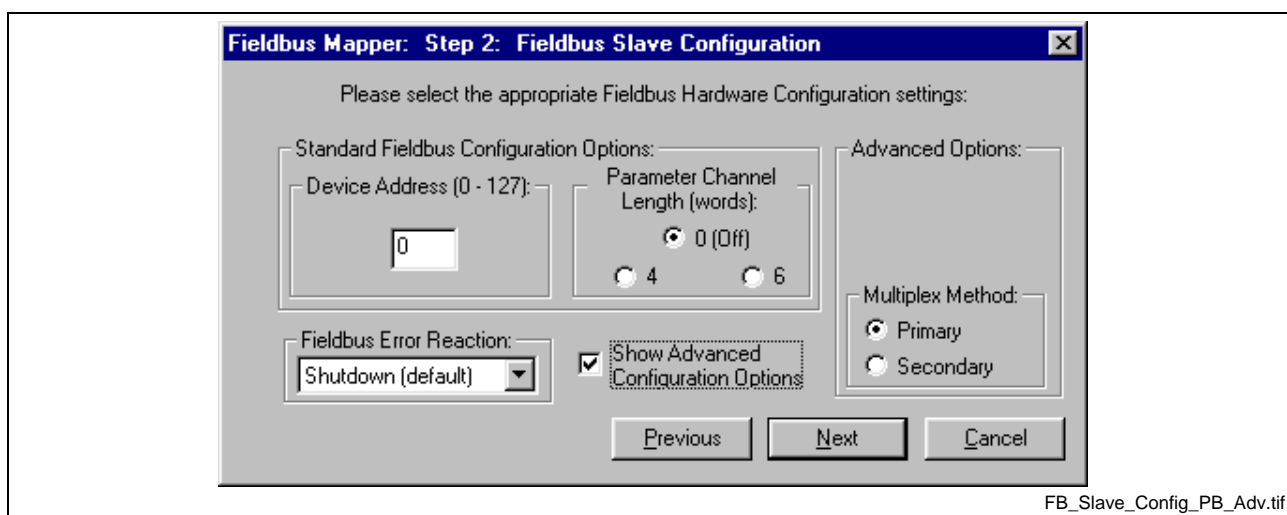 Fieldbus Mapper: Step 2: Fieldbus Slave Configuration
Please select the appropriate Fieldbus Hardware Configuration settings:
Standard Fieldbus Configuration Options:
Device Address (0 - 127):
0
Parameter Channel
Length (words):
0 (Off)
4
6
Advanced Options:
Multiplex Method:
Primary
Secondary
Fieldbus Error Reaction:
Shutdown (default)
Show Advanced
Configuration Options
Previous
Next
Cancel
FB_Slave_Config_PB_Adv.tif